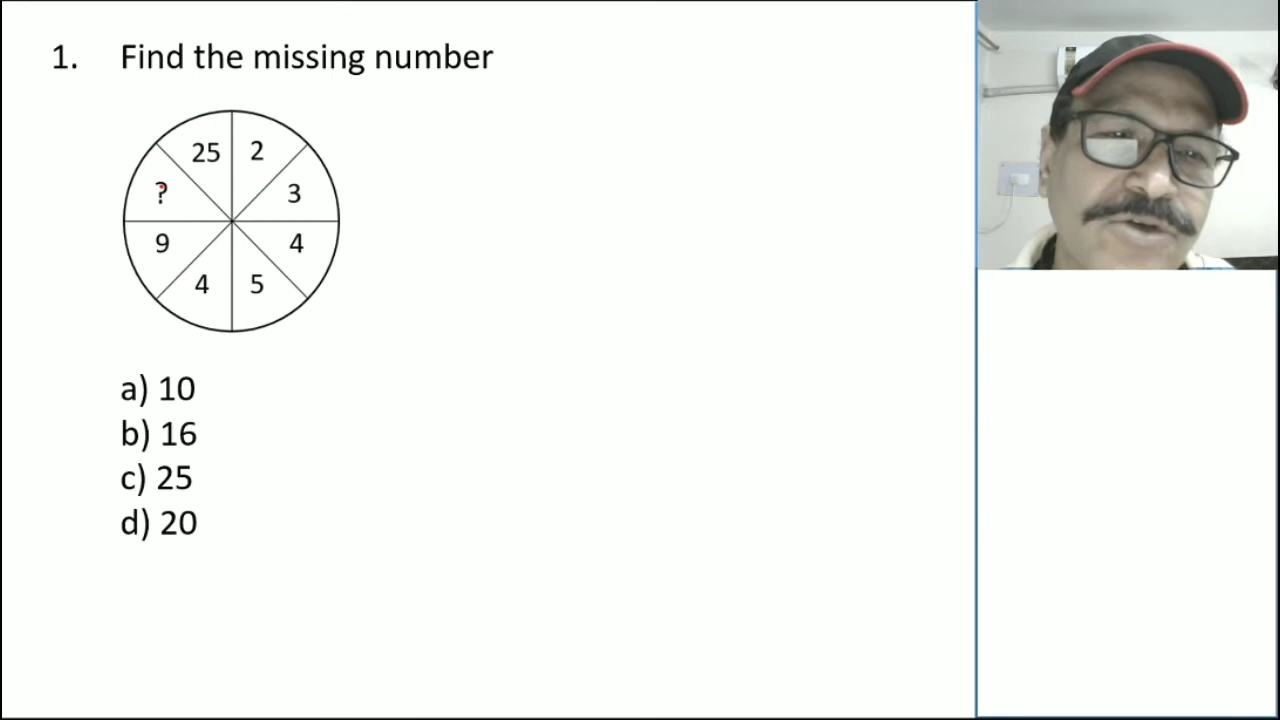 1. Find the missing number
25 2
? 3
9 4
4 5
a) 10
b) 16
c) 25
d) 20